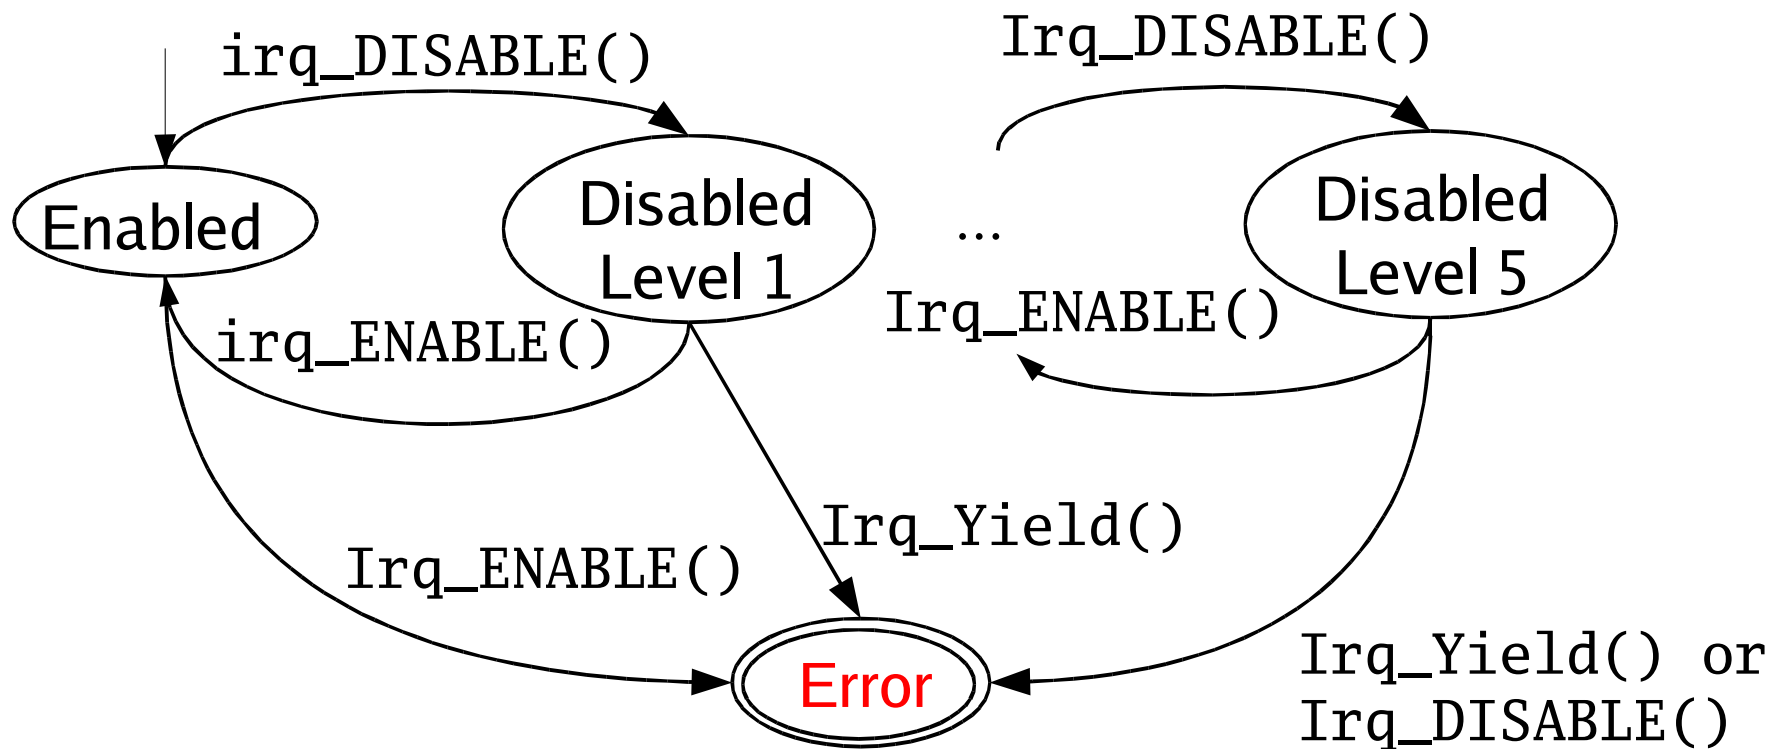 irq_DISABLE()
Irq_DISABLE()
Enabled
Disabled
Level 1
...
Disabled
Level 5
irq_ENABLE()
Irq_ENABLE()
Irq_Yield()
Irq_ENABLE()
Error
Irq_Yield() or
Irq_DISABLE()